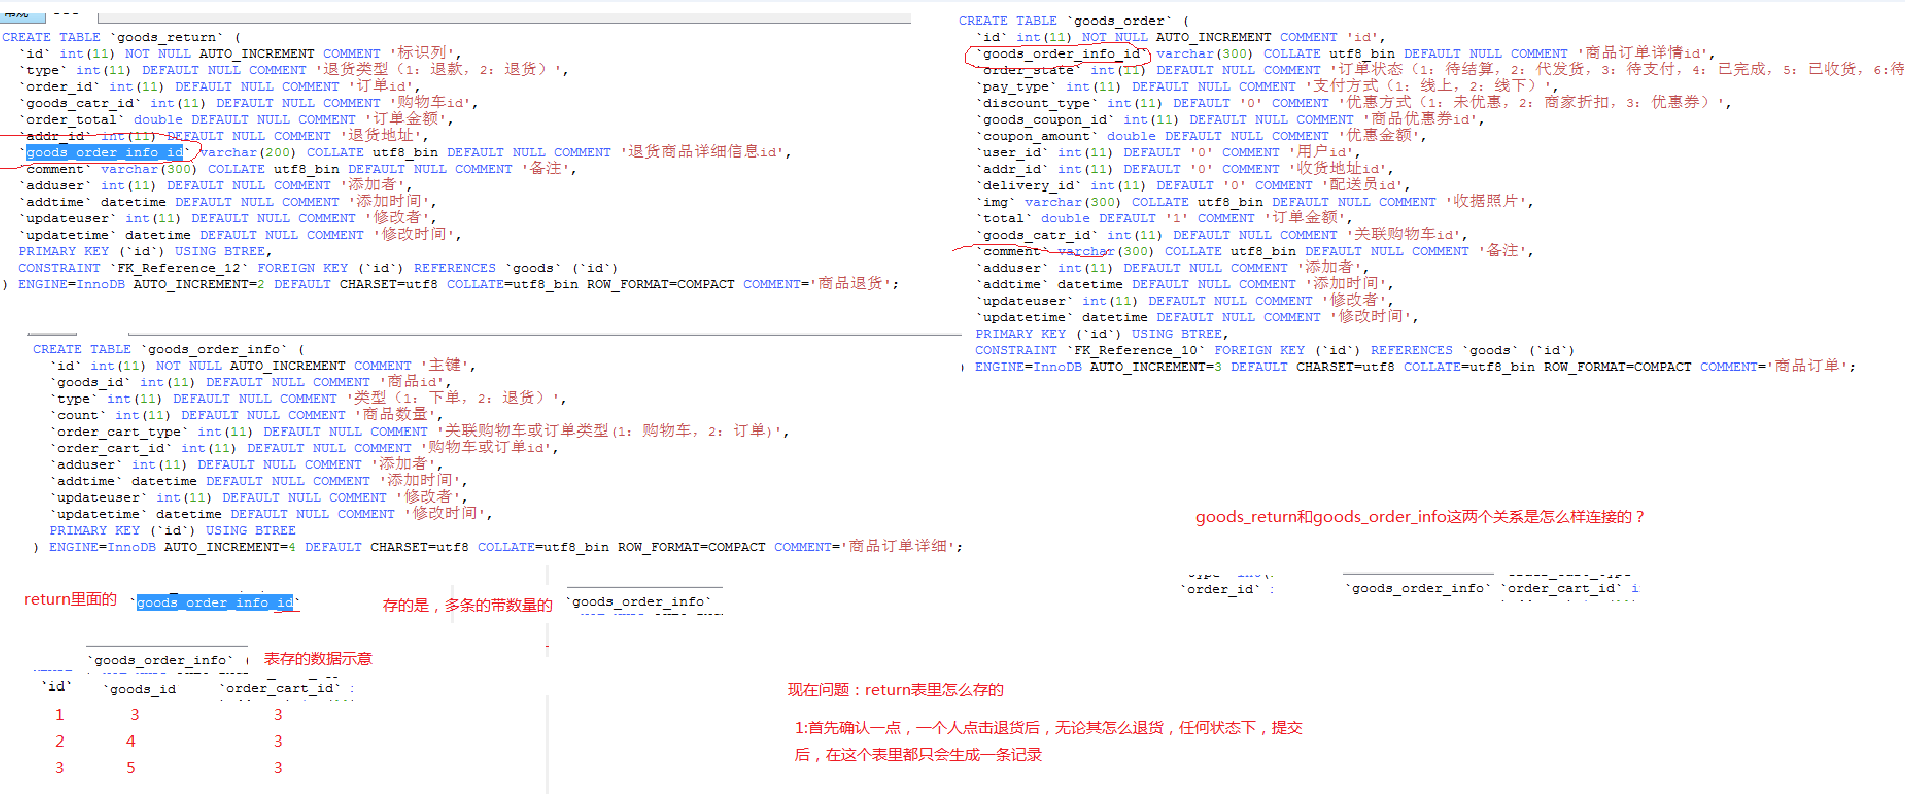 常规
CREATE TABLE `goods_return` (
`id` int(11) NOT NULL AUTO_INCREMENT COMMENT '标识列',
`type` int(11) DEFAULT NULL COMMENT '退货类型（1：退款，2：退货）',
`order_id` int(11) DEFAULT NULL COMMENT '订单id',
`goods_catr_id` int(11) DEFAULT NULL COMMENT '购物车id',
`order_total` double DEFAULT NULL COMMENT '订单金额',
`addr_id` int(11) DEFAULT NULL COMMENT '退货地址',
`goods_order_info_id` varchar(200) COLLATE utf8_bin DEFAULT NULL COMMENT '退货商品详细信息id',
`comment` varchar(300) COLLATE utf8_bin DEFAULT NULL COMMENT '备注',
`adduser` int(11) DEFAULT NULL COMMENT '添加者',
`addtime` datetime DEFAULT NULL COMMENT '添加时间',
`updateuser` int(11) DEFAULT NULL COMMENT '修改者',
`updatetime` datetime DEFAULT NULL COMMENT '修改时间',
PRIMARY KEY (`id`) USING BTREE,
CONSTRAINT `FK_Reference_12` FOREIGN KEY (`id`) REFERENCES `goods` (`id`)
) ENGINE=InnoDB AUTO_INCREMENT=2 DEFAULT CHARSET=utf8 COLLATE=utf8_bin ROW_FORMAT=COMPACT COMMENT='商品退货';
CREATE TABLE `goods_order` (
`id` int(11) NOT NULL AUTO_INCREMENT COMMENT 'id',
`goods_order_info_id` varchar(300) COLLATE utf8_bin DEFAULT NULL COMMENT '商品订单详情id',
`order_state` int(11) DEFAULT NULL COMMENT '订单状态（1：待结算，2：代发货，3：待支付，4：已完成，5：已收货，6:待
`pay_type` int(11) DEFAULT NULL COMMENT '支付方式（1：线上，2：线下）',
`discount_type` int(11) DEFAULT '0' COMMENT '优惠方式（1：未优惠，2：商家折扣，3：优惠券）',
`goods_coupon_id` int(11) DEFAULT NULL COMMENT '商品优惠券id',
`coupon_amount` double DEFAULT NULL COMMENT '优惠金额',
`user_id` int(11) DEFAULT '0' COMMENT '用户id',
`addr_id` int(11) DEFAULT '0' COMMENT '收货地址id',
`delivery_id` int(11) DEFAULT '0' COMMENT '配送员id',
`img` varchar(300) COLLATE utf8_bin DEFAULT NULL COMMENT '收据照片',
`total` double DEFAULT '1' COMMENT '订单金额',
`goods_catr_id` int(11) DEFAULT NULL COMMENT '关联购物车id',
`comment` varchar(300) COLLATE utf8_bin DEFAULT NULL COMMENT '备注',
`adduser` int(11) DEFAULT NULL COMMENT '添加者',
`addtime` datetime DEFAULT NULL COMMENT '添加时间',
`updateuser` int(11) DEFAULT NULL COMMENT '修改者',
`updatetime` datetime DEFAULT NULL COMMENT '修改时间',
PRIMARY KEY (`id`) USING BTREE,
CONSTRAINT `FK_Reference_10` FOREIGN KEY (`id`) REFERENCES `goods` (`id`)
) ENGINE=InnoDB AUTO_INCREMENT=3 DEFAULT CHARSET=utf8 COLLATE=utf8_bin ROW_FORMAT=COMPACT COMMENT='商品订单';
CREATE TABLE `goods_order_info` (
`id` int(11) NOT NULL AUTO_INCREMENT COMMENT '主键',
`goods_id` int(11) DEFAULT NULL COMMENT '商品id',
`type` int(11) DEFAULT NULL COMMENT '类型（1：下单，2：退货）',
`count` int(11) DEFAULT NULL COMMENT '商品数量',
`order_cart_type` int(11) DEFAULT NULL COMMENT '关联购物车或订单类型(1：购物车，2：订单)',
`order_cart_id` int(11) DEFAULT NULL COMMENT '购物车或订单id',
`adduser` int(11) DEFAULT NULL COMMENT '添加者',
`addtime` datetime DEFAULT NULL COMMENT '添加时间',
`updateuser` int(11) DEFAULT NULL COMMENT '修改者',
`updatetime` datetime DEFAULT NULL COMMENT '修改时间',
PRIMARY KEY (`id`) USING BTREE
) ENGINE=InnoDB AUTO_INCREMENT=4 DEFAULT CHARSET=utf8 COLLATE=utf8_bin ROW_FORMAT=COMPACT COMMENT='商品订单详细';
goods_return和goods_order_info这两个关系是怎么样连接的？
`order_id` `goods_order_info` `order_cart_id` i
return里面的 `goods_order_info_id` 存的是，多条的带数量的 `goods_order_info`
`goods_order_info` ( 表存的数据示意
`id` `goods_id `order_cart_id`
1 3 3
2 4 3
3 5 3
现在问题：return表里怎么存的
1:首先确认一点，一个人点击退货后，无论其怎么退货，任何状态下，提交
后，在这个表里都只会生成一条记录